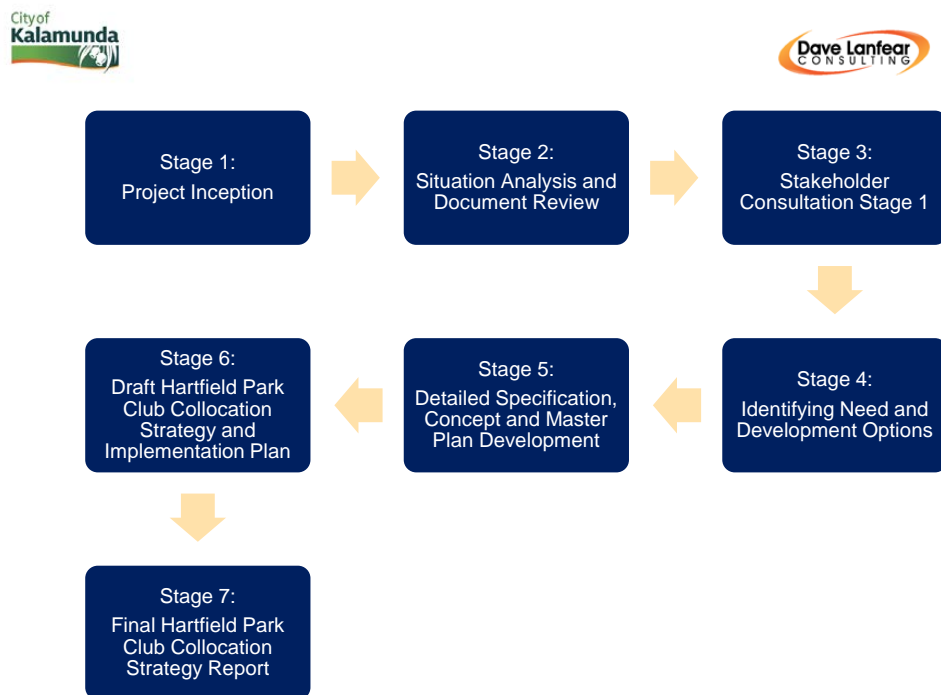 City of
Kalamunda
Dave Lanfear
CONSULTING
Stage 1:
Project Inception
Stage 2:
Situation Analysis and
Document Review
Stage 3:
Stakeholder
Consultation Stage 1
Stage 4:
Identifying Need and
Development Options
Stage 5:
Detailed Specification,
Concept and Master
Plan Development
Stage 6:
Draft Hartfield Park
Club Collocation
Strategy and
Implementation Plan
Stage 7:
Final Hartfield Park
Club Collocation
Strategy Report